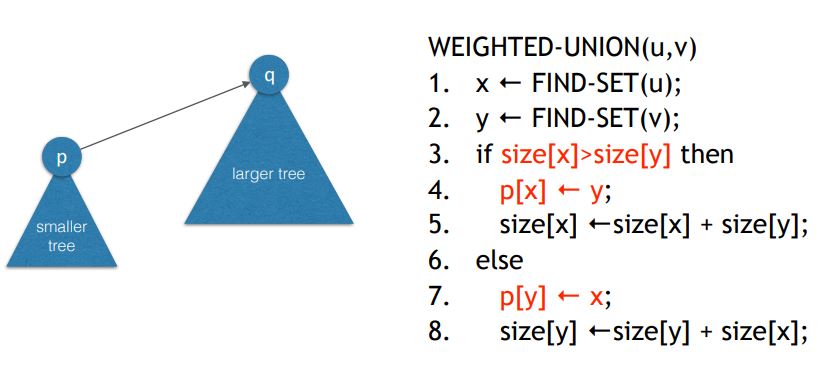 q
p
larger tree
smaller
tree
WEIGHTED-UNION(u,v)
1. x ← FIND-SET(u);
2. y ← FIND-SET(v);
3. if size[x]>size[y] then
4. p[x] ← y;
5. size[x] ←size[x] + size[y];
6. else
7. p[y] ← x;
8. size[y] ←size[y] + size[x];